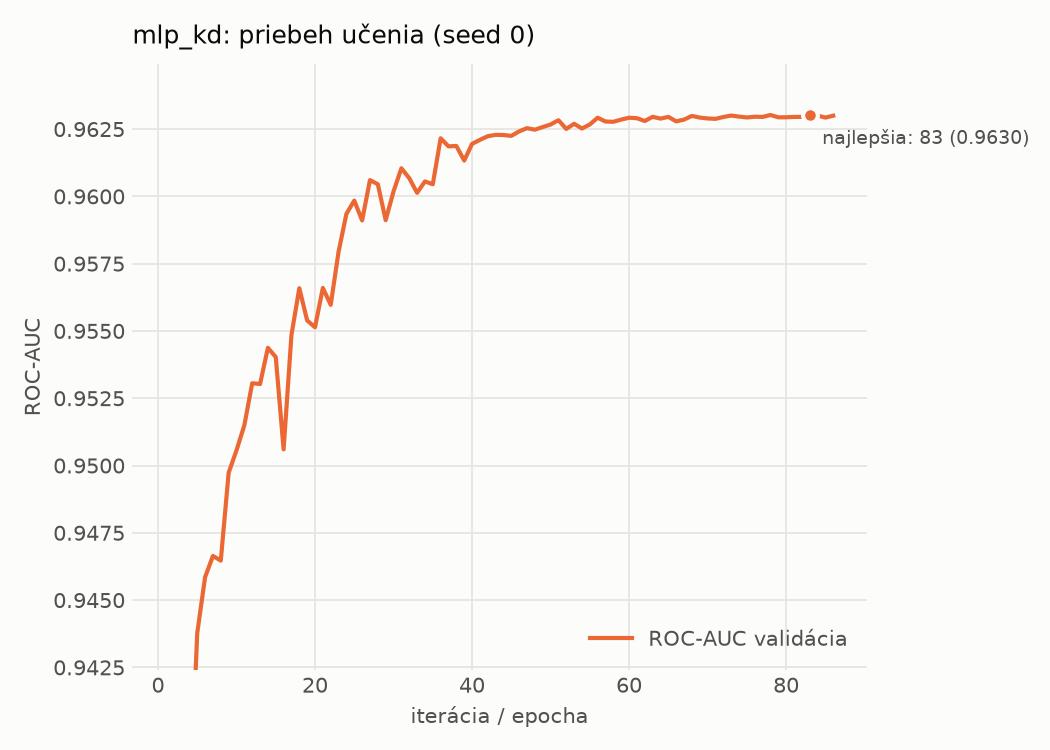 mlp_kd: priebeh učenia (seed 0)
0.9625
0.9600
0.9575
0.9550
0.9525
0.9500
0.9475
0.9450
0.9425
ROC-AUC
najlepšia: 83 (0.9630)
ROC-AUC validácia
0 20 40 60 80
iterácia / epocha